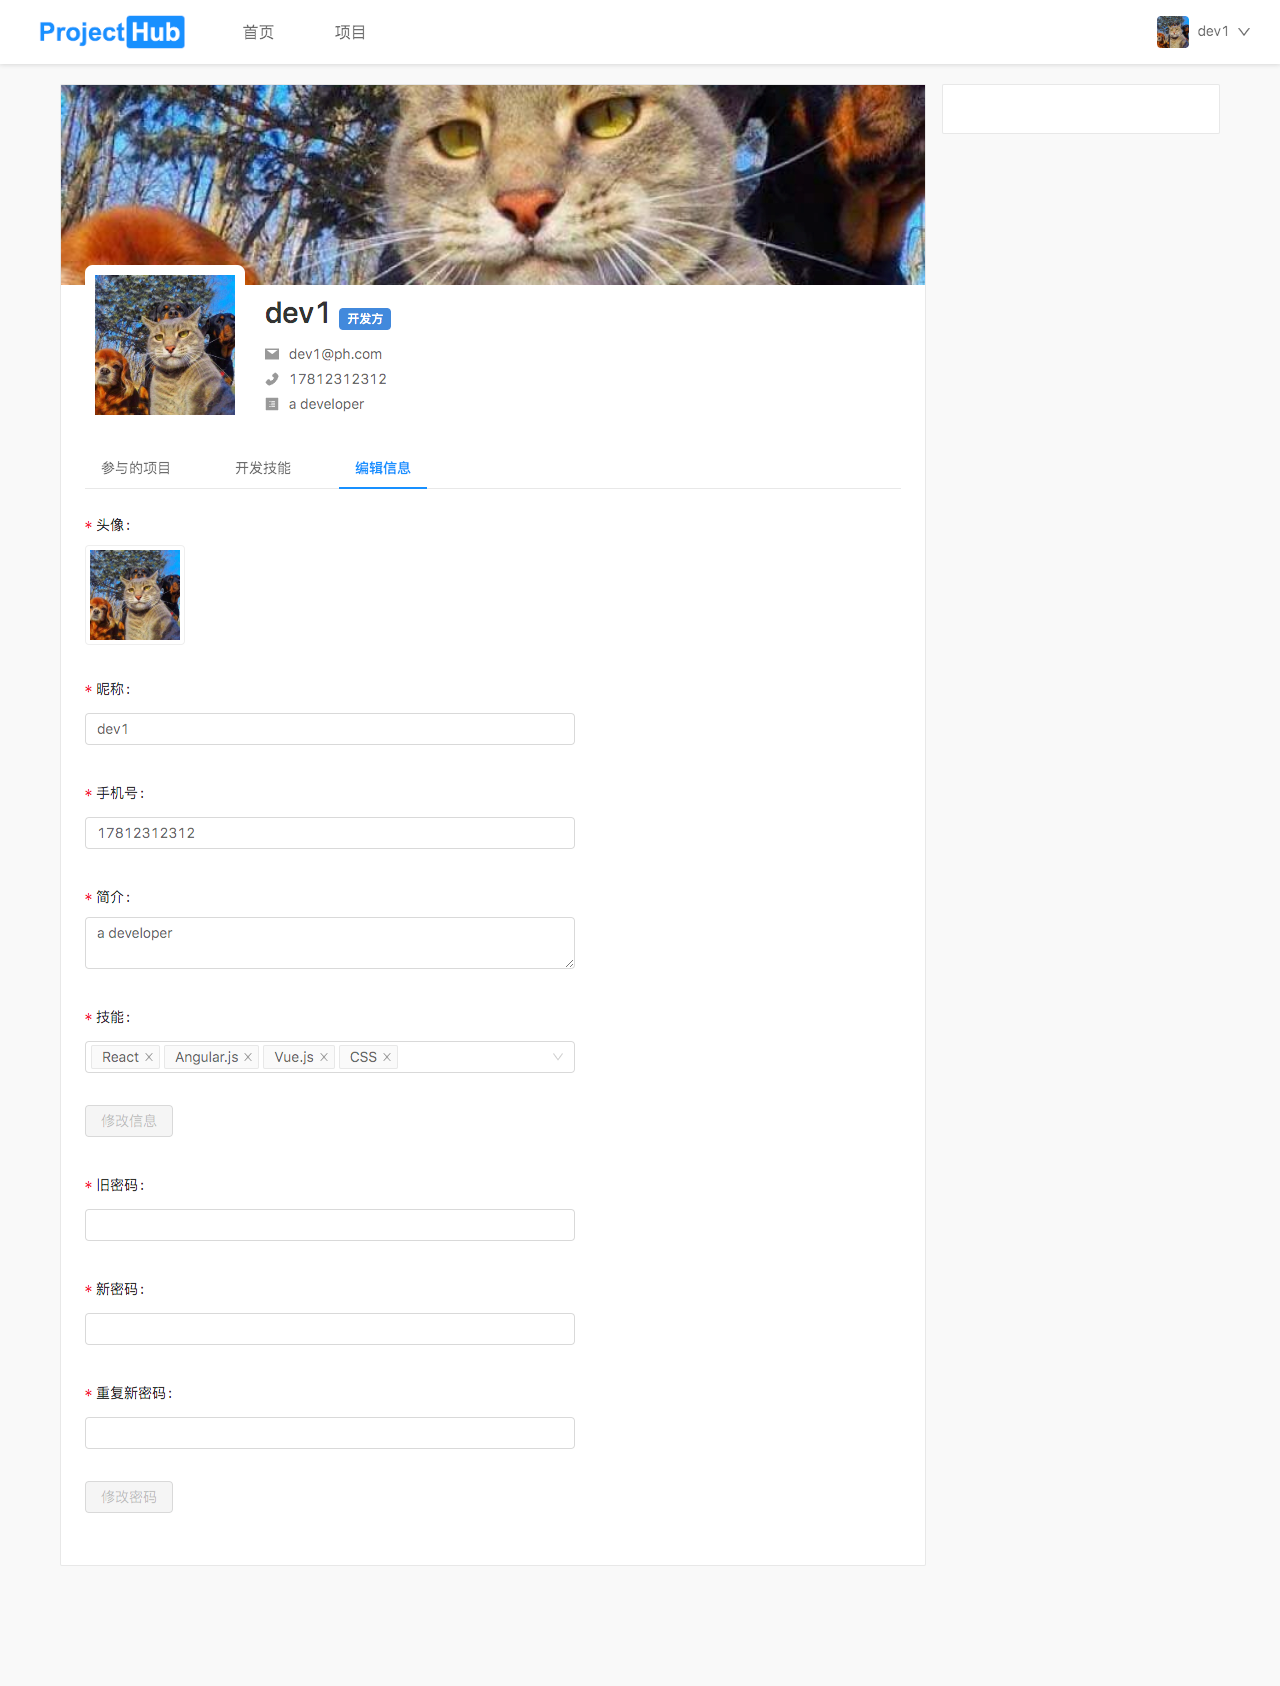 ProjectHub 首页 项目 dev1
dev1 开发方
dev1@ph.com
17812312312
a developer
参与的项目 开发技能 编辑信息
* 头像:
* 昵称:
dev1
* 手机号:
17812312312
* 简介:
a developer
* 技能:
React Angular.js Vue.js CSS
修改信息
* 旧密码:
* 新密码:
* 重复新密码:
修改密码